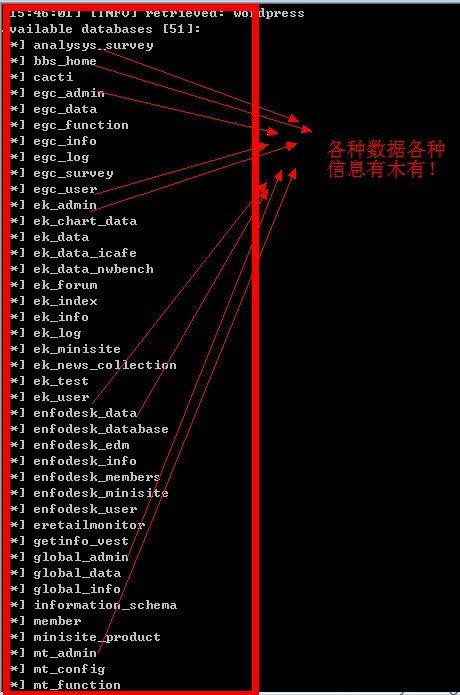 15:46:01] [INFO] retrieved: wordpress
available databases [51]:
*] analysys_survey
*] bbs_home
*] cacti
*] egc_admin
*] egc_data
*] egc_function
*] egc_info
*] egc_log
*] egc_survey
*] egc_user
*] ek_admin
*] ek_chart_data
*] ek_data
*] ek_data_icafe
*] ek_data_nwbench
*] ek_forum
*] ek_index
*] ek_info
*] ek_log
*] ek_minisite
*] ek_news_collection
*] ek_test
*] ek_user
*] enfodesk_data
*] enfodesk_database
*] enfodesk_edm
*] enfodesk_info
*] enfodesk_members
*] enfodesk_minisite
*] enfodesk_user
*] eretailmonitor
*] getinfo_vest
*] global_admin
*] global_data
*] global_info
*] information_schema
*] member
*] minisite_product
*] mt_admin
*] mt_config
*] mt_function
各种数据各种
信息有木有！